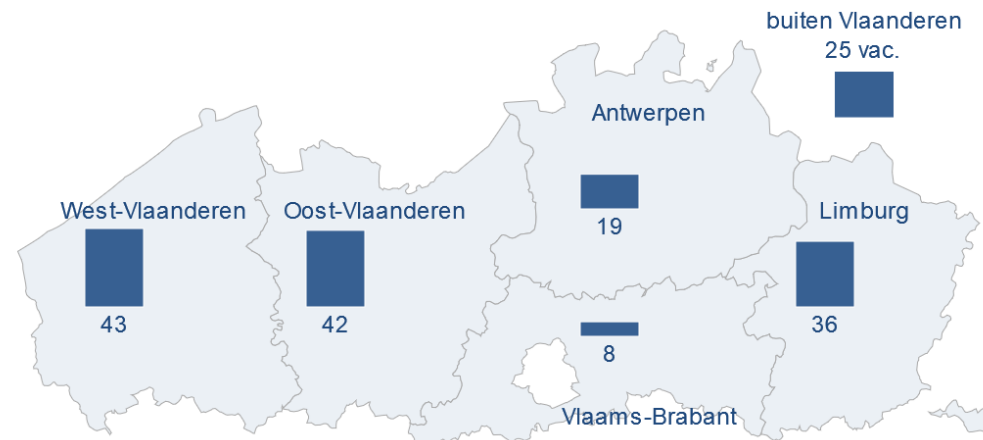 buiten Vlaanderen
25 vac.
Antwerpen
19
West-Vlaanderen
43
Oost-Vlaanderen
42
Limburg
36
8
Vlaams-Brabant